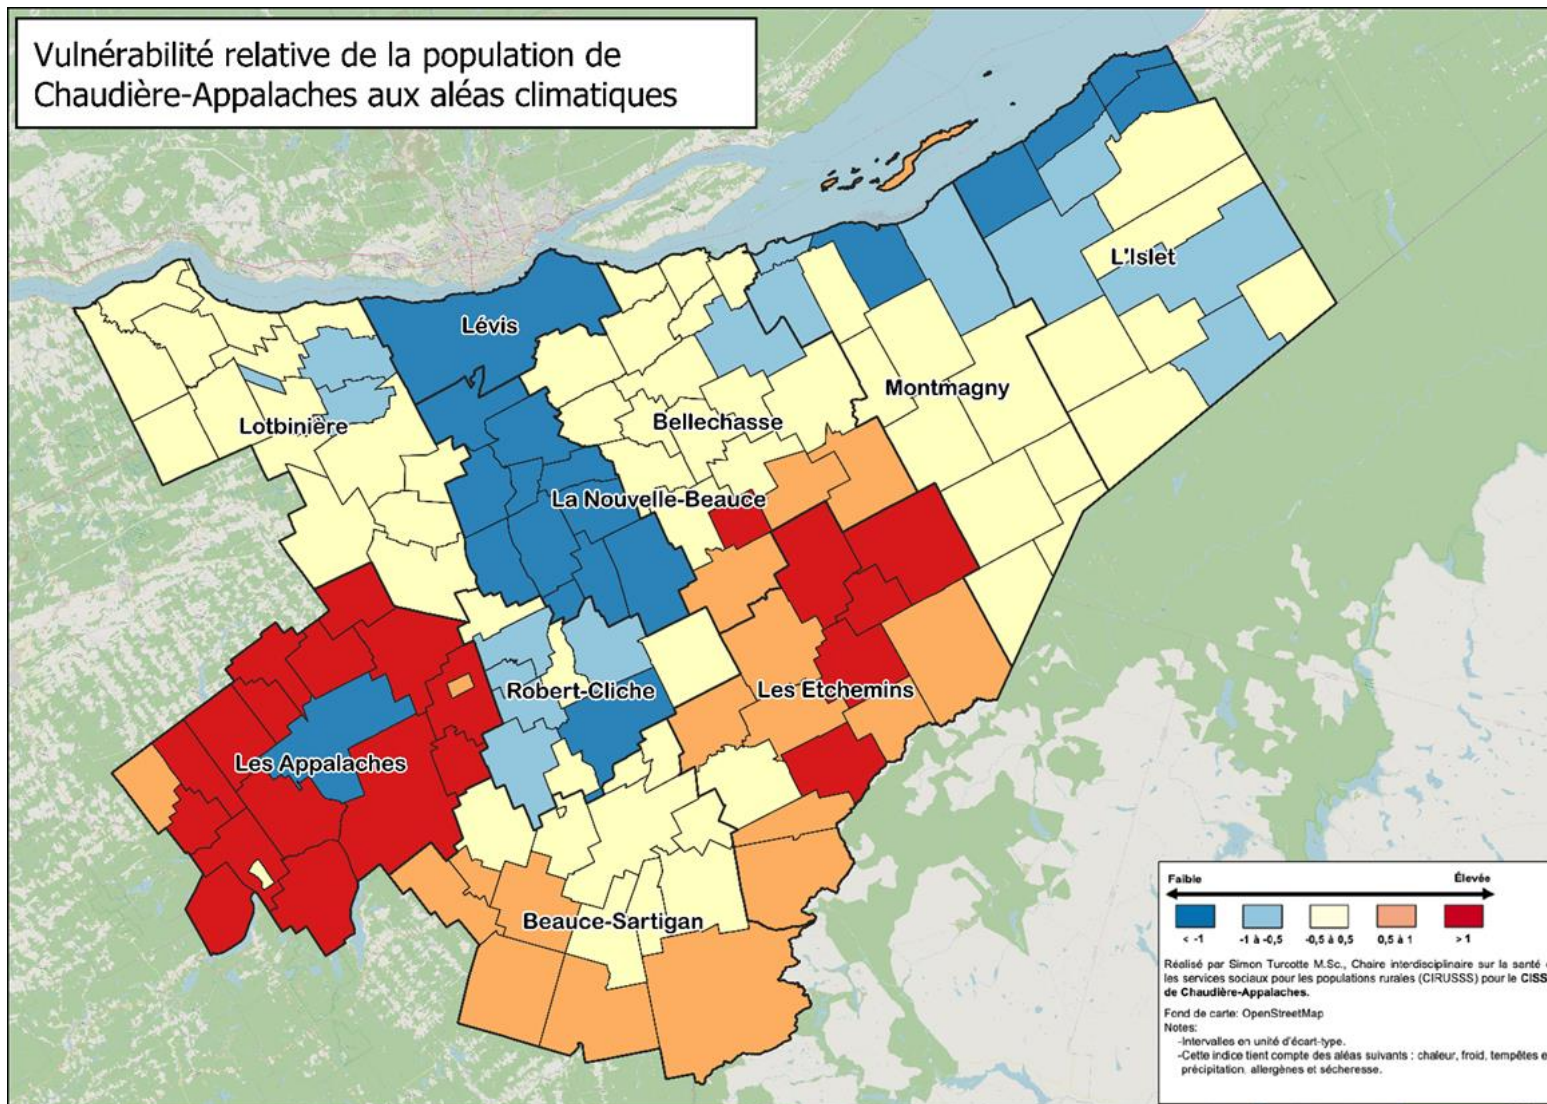 Vulnérabilité relative de la population de
Chaudière-Appalaches aux aléas climatiques
L'Islet
Lévis
Montmagny
Lotbinière
Bellechasse
La Nouvelle-Beauce
Robert-Cliche
Les Etchemins
Les Appalaches
Beauce-Sartigan
Faible Élevée
< -1 -1 à -0,5 -0,5 à 0,5 0,5 à 1 > 1
Réalisé par Simon Turcotte M.Sc., Chaire interdisciplinaire sur la santé
les services sociaux pour les populations rurales (CIRUSSS) pour le CISS
de Chaudière-Appalaches.
Fond de carte: OpenStreetMap
Notes:
-Intervalles en unité d'écart-type.
-Cette indice tient compte des aléas suivants : chaleur, froid, tempêtes e
précipitation, allergènes et sécheresse.